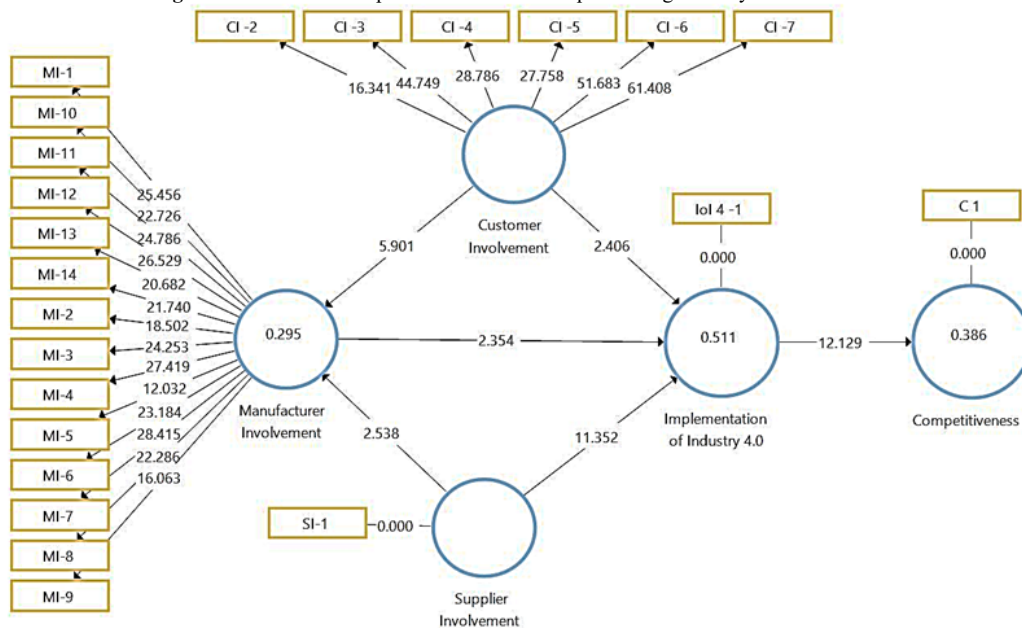 CI -2
CI -3
CI -4
CI -5
CI -6
CI -7
16.341
44.749
28.786
27.758
51.683
61.408
MI-1
MI-10
MI-11
MI-12
MI-13
MI-14
MI-2
MI-3
MI-4
MI-5
MI-6
MI-7
MI-8
MI-9
25.456
22.726
24.786
26.529
20.682
21.740
18.502
24.253
27.419
12.032
23.184
28.415
22.286
16.063
Customer
Involvement
5.901
2.406
IoI 4 -1
0.000
C 1
0.000
0.295
2.354
0.511
12.129
0.386
Manufacturer
Involvement
Implementation
of Industry 4.0
Competitiveness
2.538
11.352
SI-1
0.000
Supplier
Involvement